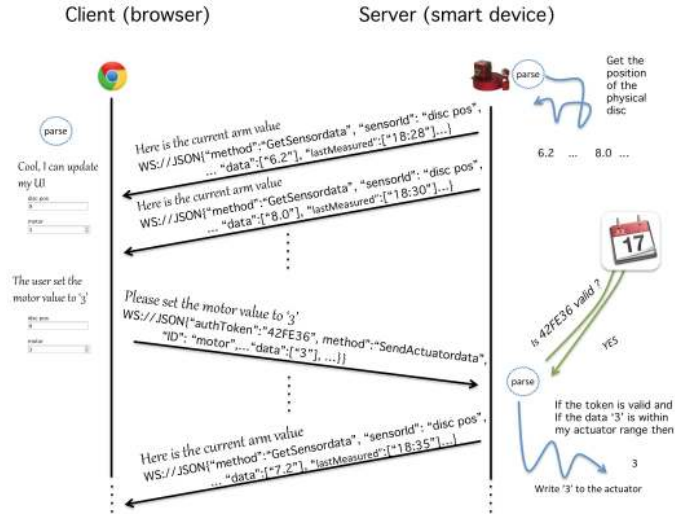 Client (browser)
Server (smart device)
parse
Get the
position
of the
physical
disc
6.2 ... 8.0 ...
Here is the current arm value
WS://JSON{"method":"GetSensordata", "sensorId": "disc pos",
... "data":["6.2"], "lastMeasured":["18:28"]...}
parse
Cool, I can update
my UI
disc pos
8
motor
3
Here is the current arm value
WS://JSON{"method":"GetSensordata", "sensorId": "disc pos",
... "data":["8.0"], "lastMeasured":["18:30"]...}
17
The user set the
motor value to '3'
disc pos
8
motor
3
Please set the motor value to '3'
WS://JSON{"authToken":"42FE36", method":"SendActuatordata",
"ID": "motor",..."data":["3"], ...}}
Is 42FE36 valid ?
YES
parse
If the token is valid and
If the data '3' is within
my actuator range then
3
Write '3' to the actuator
Here is the current arm value
WS://JSON{"method":"GetSensordata", "sensorId": "disc pos",
... "data":["7.2"], "lastMeasured":["18:35"]...}